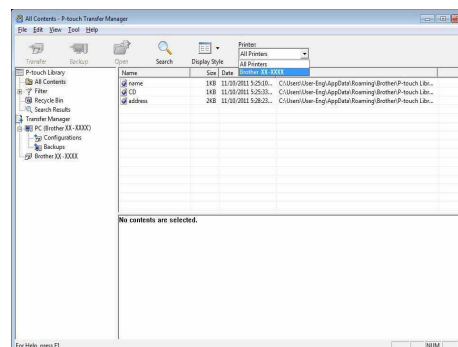 All Contents - P-touch Transfer Manager
File Edit View Tool Help
Transfer Backup Open Search Display Style
Printer:
All Printers
All Printers
Brother XX-XXXX
P-touch Library
All Contents
Filter
Recycle Bin
Search Results
Transfer Manager
PC (Brother XX-XXXX)
Configurations
Backups
Brother XX-XXXX
Name Size Date
name 1KB 11/10/2011 5:25:10... C:\Users\User-Eng\AppData\Roaming\Brother\P-touch Libr...
CD 1KB 11/10/2011 5:25:33... C:\Users\User-Eng\AppData\Roaming\Brother\P-touch Libr...
address 2KB 11/10/2011 5:28:23... C:\Users\User-Eng\AppData\Roaming\Brother\P-touch Libr...
No contents are selected.
For Help, press F1
NUM